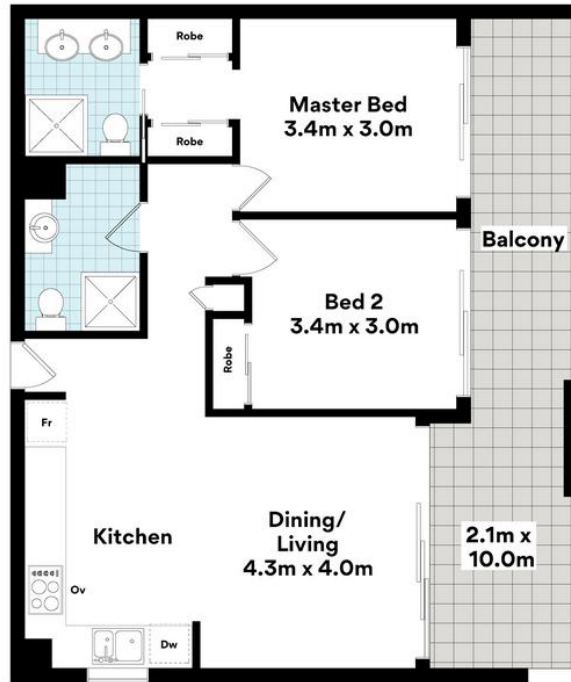 Robe
Robe
Master Bed
3.4m x 3.0m
Balcony
Bed 2
3.4m x 3.0m
Robe
Fr
Kitchen
Dining/
Living
4.3m x 4.0m
2.1m x
10.0m
Ov
Dw